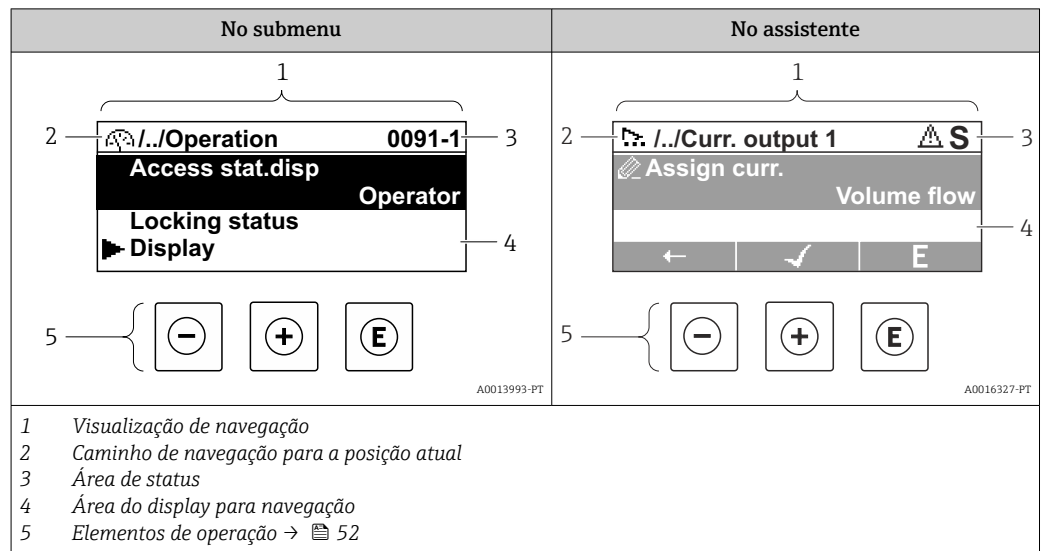 No submenu
No assistente
1
2
/../Operation 0091-1
3
Access stat.disp
Operator
Locking status
Display
4
5
- + E
A0013993-PT
1
2
/../Curr. output 1 S
3
Assign curr.
Volume flow
4
← ✓ E
5
- + E
A0016327-PT
1 Visualização de navegação
2 Caminho de navegação para a posição atual
3 Área de status
4 Área do display para navegação
5 Elementos de operação → 52